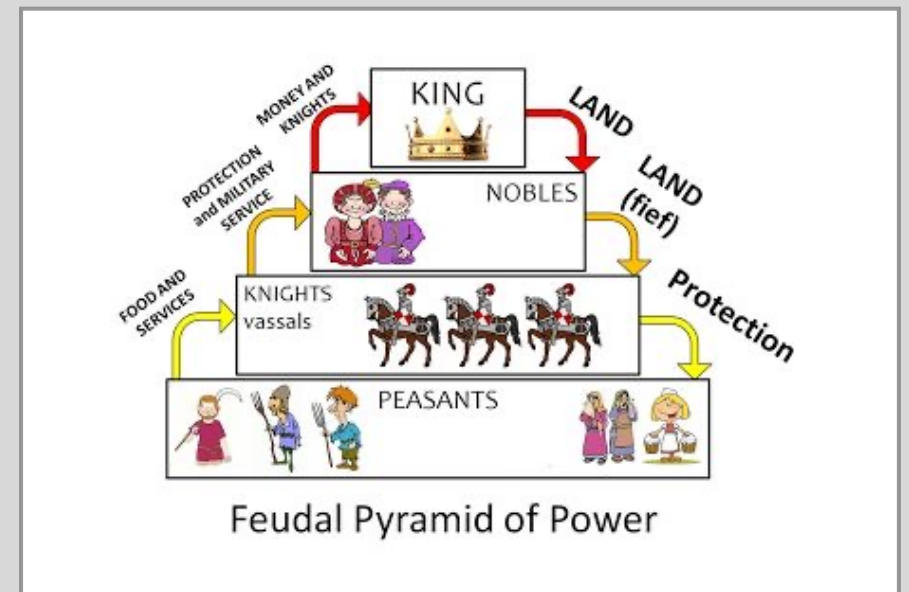 MONEY AND
KNIGHTS
KING
LAND
PROTECTION
and MILITARY
SERVICE
NOBLES
LAND
(fief)
FOOD AND
SERVICES
KNIGHTS
vassals
Protection
PEASANTS
Feudal Pyramid of Power